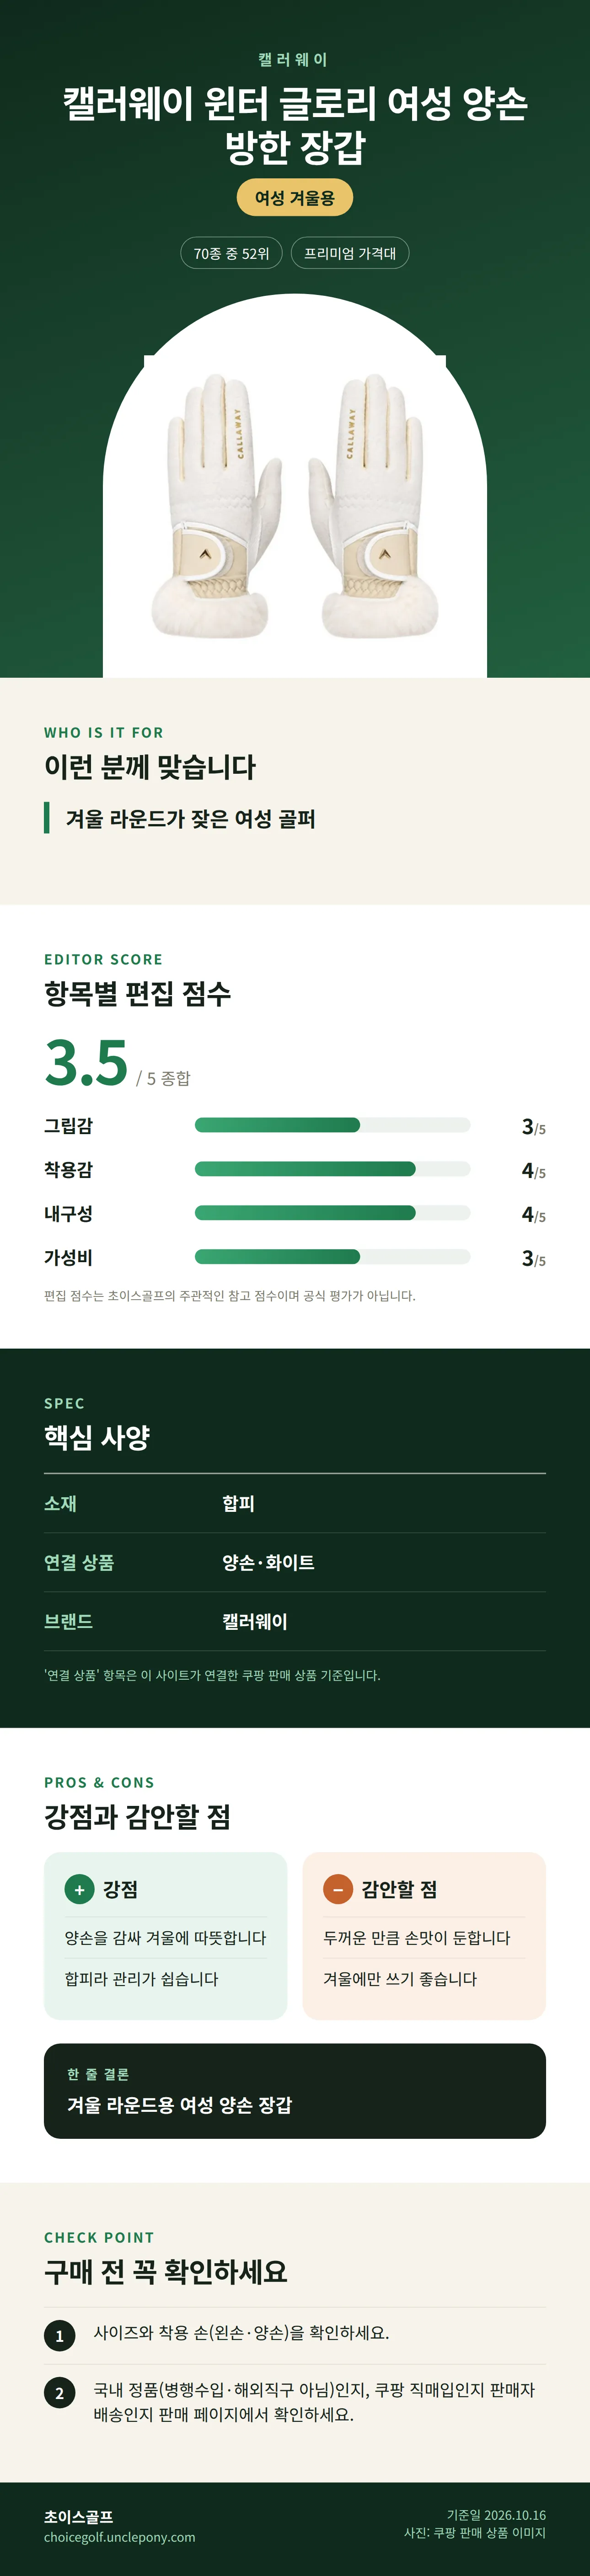 캘러웨이
캘러웨이 윈터 글로리 여성 양손
방한 장갑
여성 겨울용
70종 중 52위
프리미엄 가격대
CALLAWAY
CALLAWAY
WHO IS IT FOR
이런 분께 맞습니다
겨울 라운드가 잦은 여성 골퍼
EDITOR SCORE
항목별 편집 점수
3.5 / 5 종합
그립감 3/5
착용감 4/5
내구성 4/5
가성비 3/5
편집 점수는 초이스골프의 주관적인 참고 점수이며 공식 평가가 아닙니다.
SPEC
핵심 사양
소재 합피
연결 상품 양손·화이트
브랜드 캘러웨이
'연결 상품' 항목은 이 사이트가 연결한 쿠팡 판매 상품 기준입니다.
PROS & CONS
강점과 감안할 점
+ 강점
양손을 감싸 겨울에 따뜻합니다
합피라 관리가 쉽습니다
− 감안할 점
두꺼운 만큼 손맛이 둔합니다
겨울에만 쓰기 좋습니다
한 줄 결론
겨울 라운드용 여성 양손 장갑
CHECK POINT
구매 전 꼭 확인하세요
1 사이즈와 착용 손(왼손·양손)을 확인하세요.
2 국내 정품(병행수입·해외직구 아님)인지, 쿠팡 직매입인지 판매자
배송인지 판매 페이지에서 확인하세요.
초이스골프
choicegolf.unclepony.com
기준일 2026.10.16
사진: 쿠팡 판매 상품 이미지